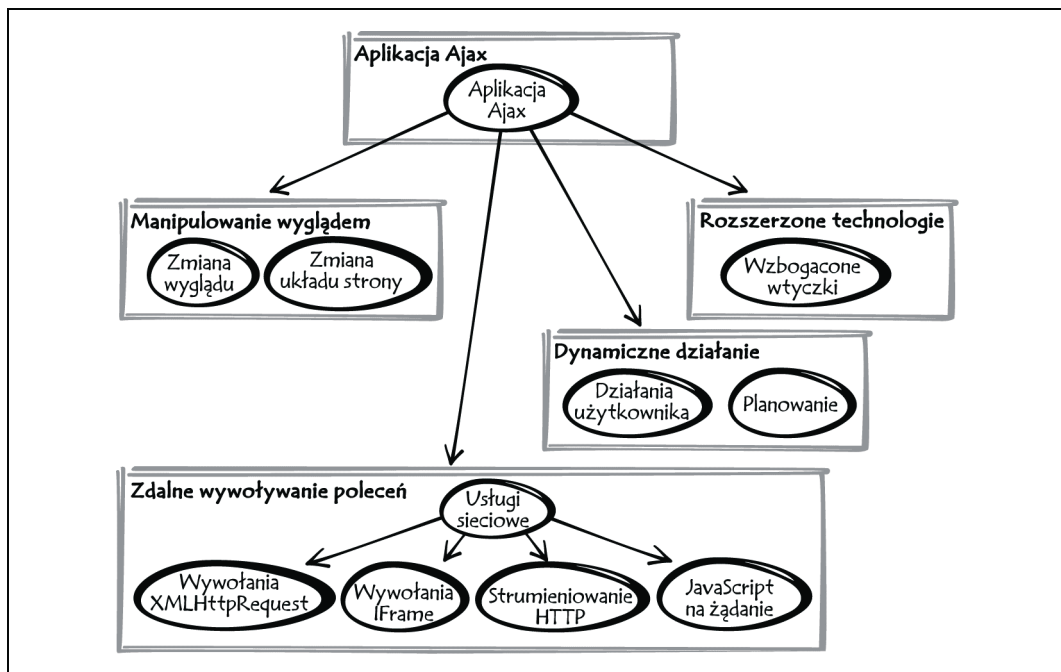 Aplikacja Ajax
Aplikacja
Ajax
Manipulowanie wyglądem
Zmiana
wyglądu
Zmiana
układu strony
Rozszerzone technologie
Wzbogacone
wtyczki
Dynamiczne działanie
Działania
użytkownika
Planowanie
Zdalne wywoływanie poleceń
Usługi
sieciowe
Wywołania
XMLHttpRequest
Wywołania
IFrame
Strumieniowanie
HTTP
JavaScript
na żądanie